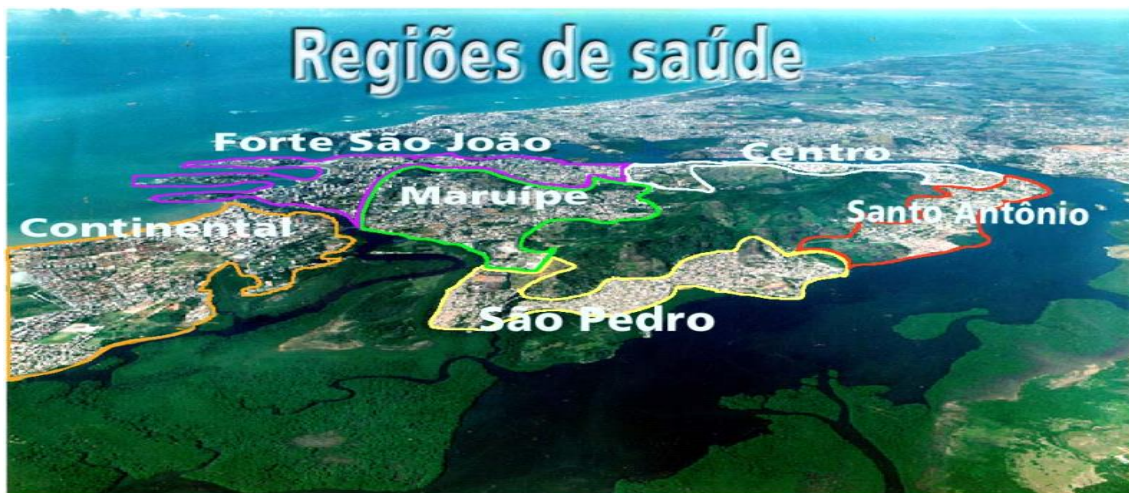 Regiões de saúde
Forte São João
Centro
Maruípe
Santo Antônio
Continental
São Pedro